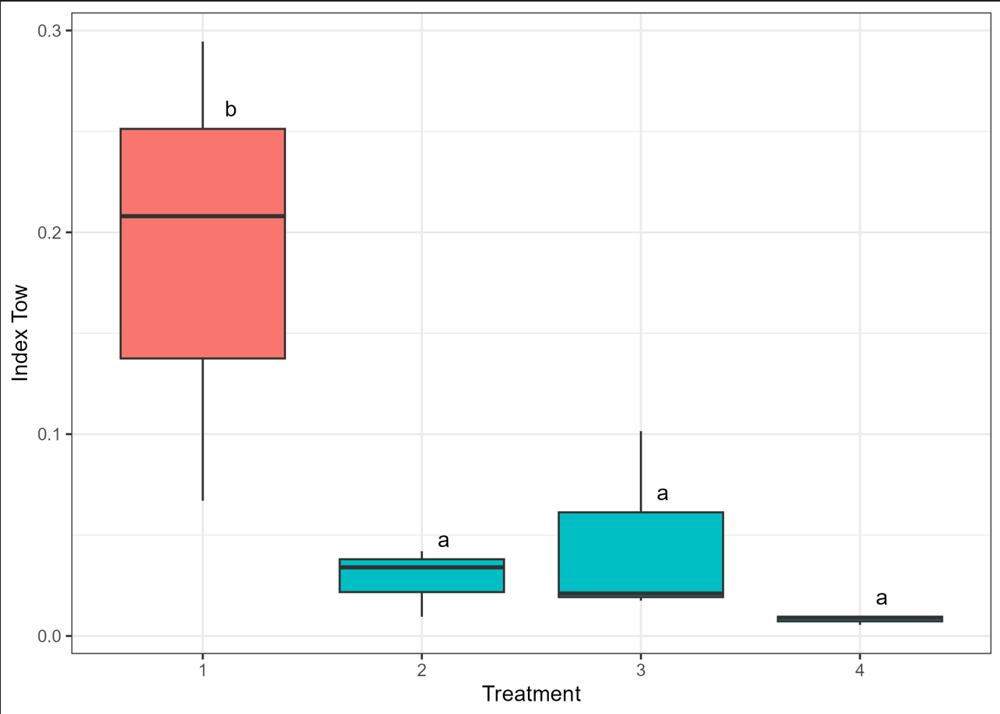 0.3
b
0.2
Index Tow
0.1
a
a
a
0.0
1 2 3 4
Treatment